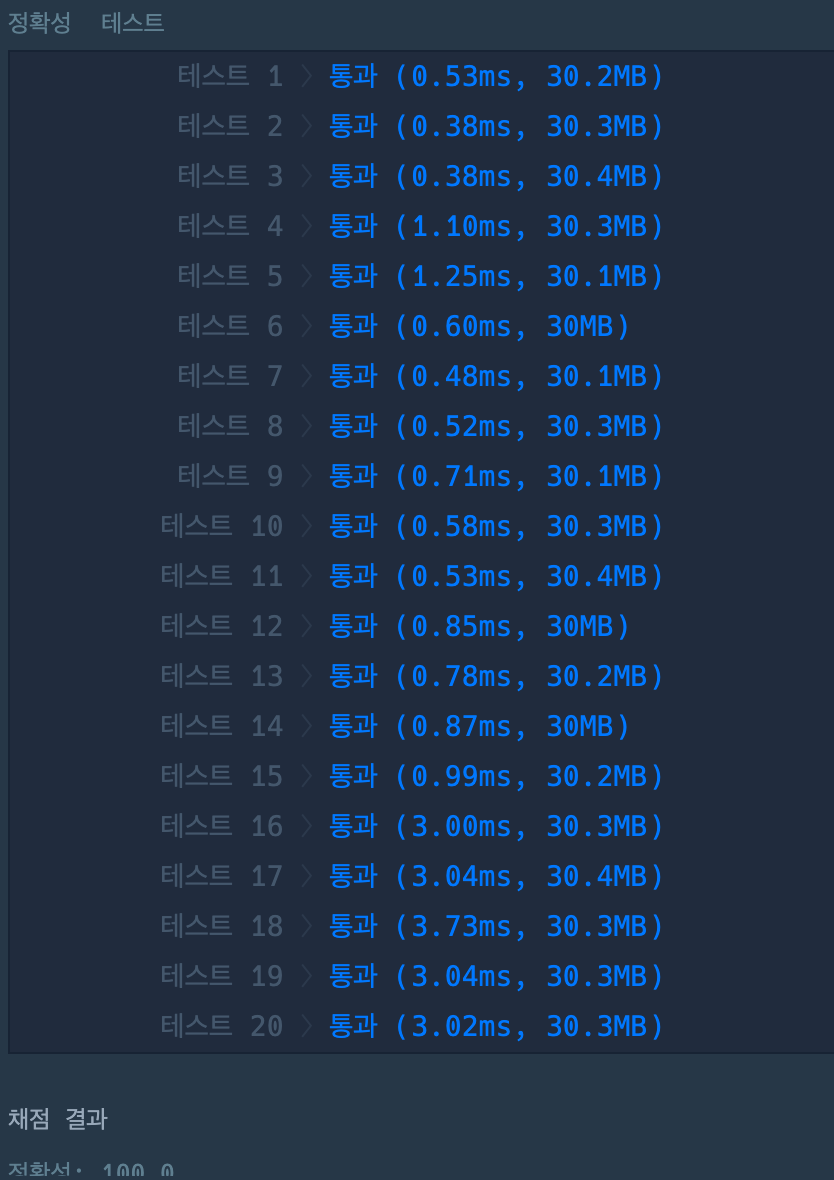 정확성 테스트
테스트 1 〉 통과 (0.53ms, 30.2MB)
테스트 2 〉 통과 (0.38ms, 30.3MB)
테스트 3 〉 통과 (0.38ms, 30.4MB)
테스트 4 〉 통과 (1.10ms, 30.3MB)
테스트 5 〉 통과 (1.25ms, 30.1MB)
테스트 6 〉 통과 (0.60ms, 30MB)
테스트 7 〉 통과 (0.48ms, 30.1MB)
테스트 8 〉 통과 (0.52ms, 30.3MB)
테스트 9 〉 통과 (0.71ms, 30.1MB)
테스트 10 〉 통과 (0.58ms, 30.3MB)
테스트 11 〉 통과 (0.53ms, 30.4MB)
테스트 12 〉 통과 (0.85ms, 30MB)
테스트 13 〉 통과 (0.78ms, 30.2MB)
테스트 14 〉 통과 (0.87ms, 30MB)
테스트 15 〉 통과 (0.99ms, 30.2MB)
테스트 16 〉 통과 (3.00ms, 30.3MB)
테스트 17 〉 통과 (3.04ms, 30.4MB)
테스트 18 〉 통과 (3.73ms, 30.3MB)
테스트 19 〉 통과 (3.04ms, 30.3MB)
테스트 20 〉 통과 (3.02ms, 30.3MB)
채점 결과
정확성: 100.0